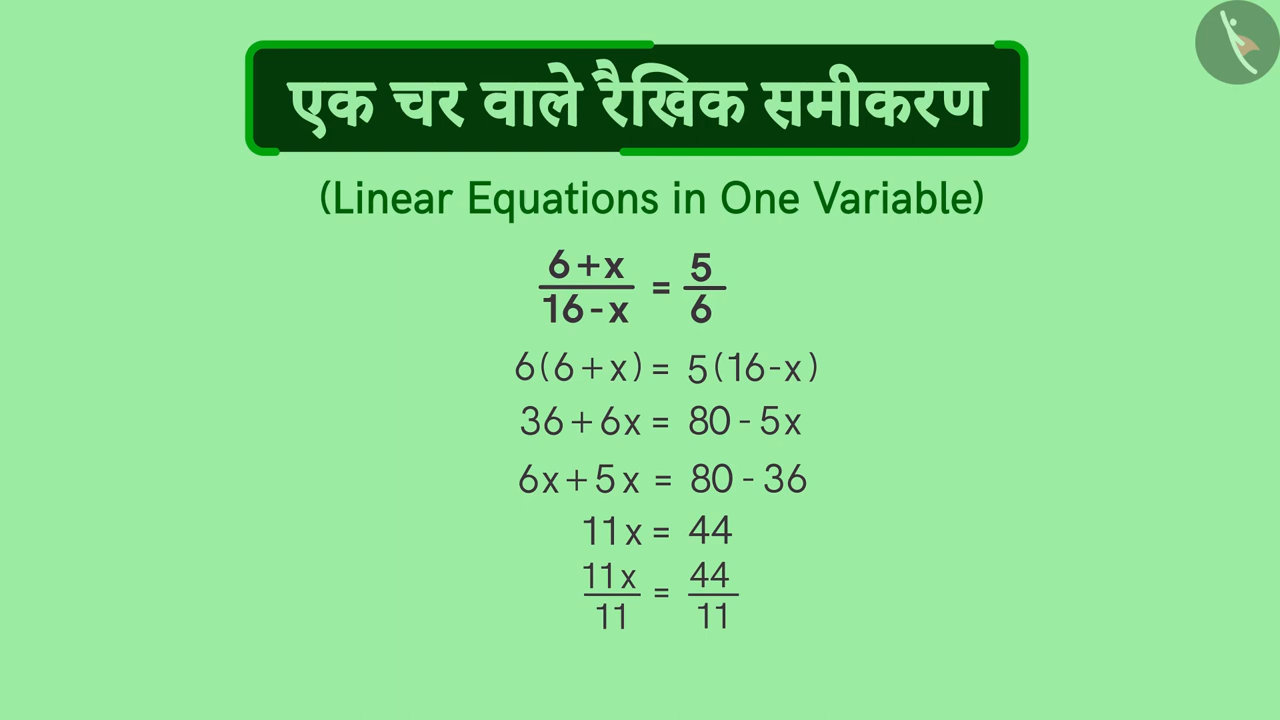 एक चर वाले रैखिक समीकरण
(Linear Equations in One Variable)
6+x/16-x = 5/6
6(6+x) = 5(16-x)
36+6x = 80-5x
6x+5x = 80-36
11x = 44
11x/11 = 44/11